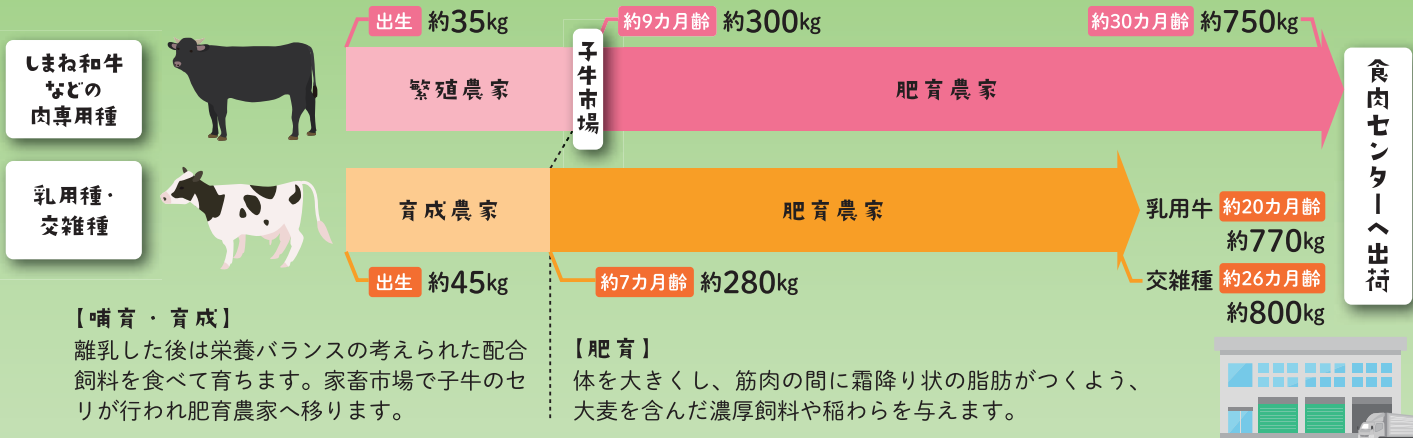 しまね和牛
などの
肉専用種
出生 約35kg
繁殖農家
子牛市場
約9カ月齢 約300kg
肥育農家
約30カ月齢 約750kg
食肉センターへ出荷
乳用種・
交雑種
育成農家
出生 約45kg
肥育農家
約7カ月齢 約280kg
乳用牛 約20カ月齢
約770kg
交雑種 約26カ月齢
約800kg
【哺育・育成】
離乳した後は栄養バランスの考えられた配合
飼料を食べて育ちます。家畜市場で子牛のセ
リが行われ肥育農家へ移ります。
【肥育】
体を大きくし、筋肉の間に霜降り状の脂肪がつくよう、
大麦を含んだ濃厚飼料や稲わらを与えます。